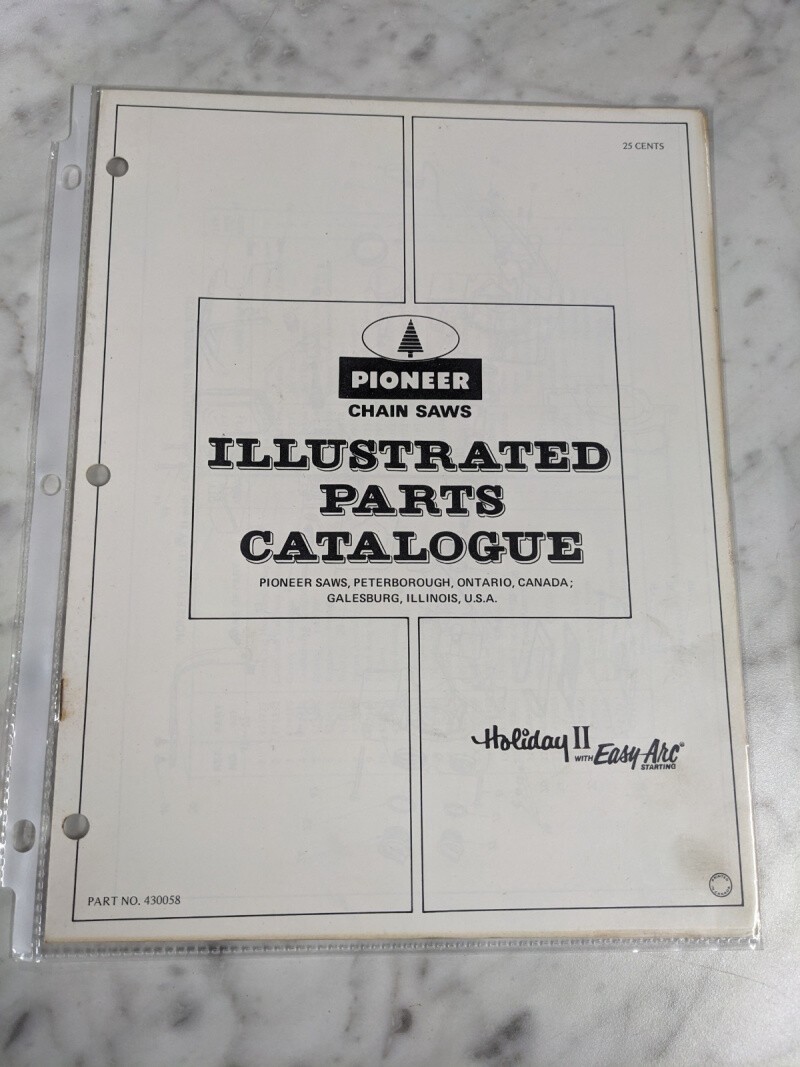 25 CENTS
PIONEER
CHAIN SAWS
ILLUSTRATED
PARTS
CATALOGUE
PIONEER SAWS, PETERBOROUGH, ONTARIO, CANADA;
GALESBURG, ILLINOIS, U.S.A.
Holiday II WITH Easy-Arc®
STARTING
PART NO. 430058